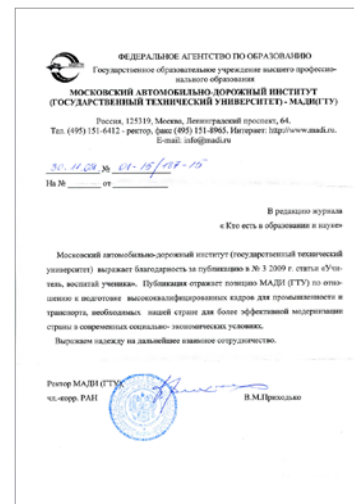 ФЕДЕРАЛЬНОЕ АГЕНТСТВО ПО ОБРАЗОВАНИЮ
Государственное образовательное учреждение высшего профессио-
нального образования
МОСКОВСКИЙ АВТОМОБИЛЬНО-ДОРОЖНЫЙ ИНСТИТУТ
(ГОСУДАРСТВЕННЫЙ ТЕХНИЧЕСКИЙ УНИВЕРСИТЕТ) - МАДИ(ГТУ)
Россия, 125319, Москва, Ленинградский проспект, 64.
Тел. (495) 151-6412 - ректор, факс (495) 151-8965. Интернет: http://www.madi.ru.
E-mail: info@madi.ru
№ 01-15/
На № от
В редакцию журнала
« Кто есть в образовании и науке»
Московский автомобильно-дорожный институт (государственный технический
университет) выражает благодарность за публикацию в № 3 2009 г. статьи «Учи-
тель, воспитай ученика». Публикация отражает позицию МАДИ (ГТУ) по отно-
шению к подготовке высококвалифицированных кадров для промышленности и
транспорта, необходимых нашей стране для более эффективной модернизации
страны в современных социально- экономических условиях.
Выражаем надежду на дальнейшее взаимное сотрудничество.
Ректор МАДИ (ГТУ),
чл.-корр. РАН В.М.Приходько